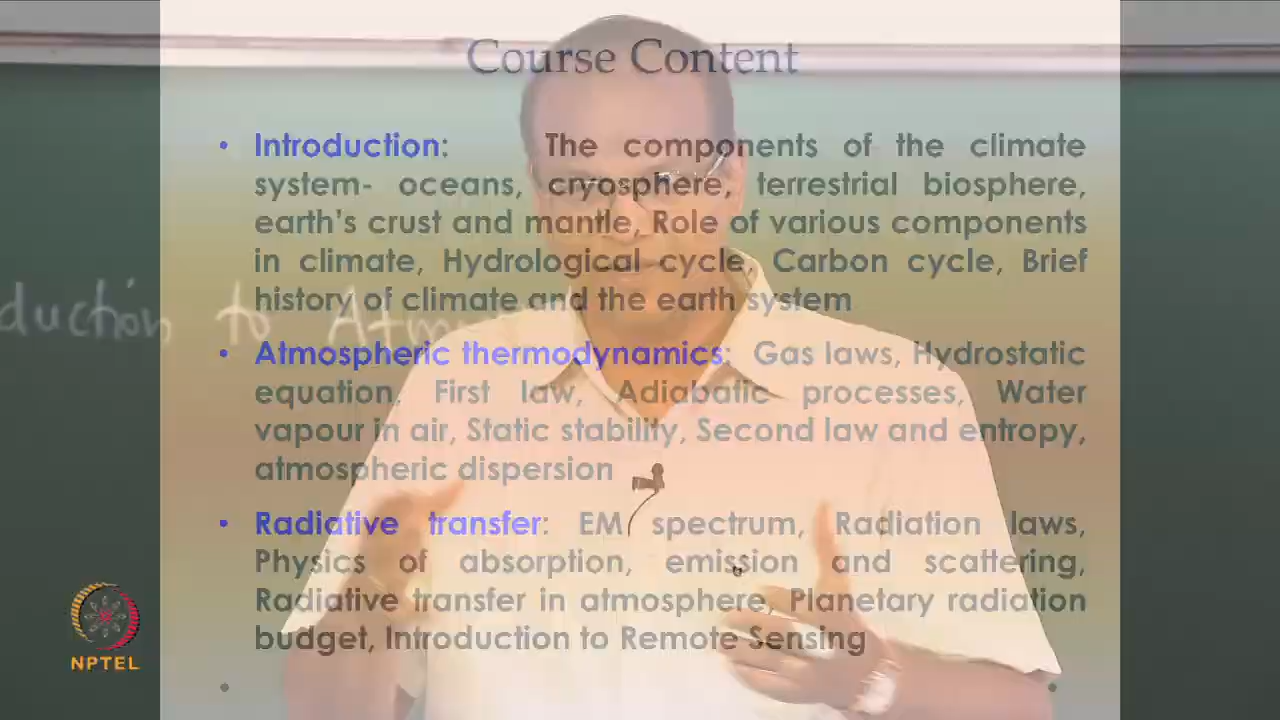 Course Content
• Introduction: The components of the climate
system- oceans, cryosphere, terrestrial biosphere,
earth's crust and mantle, Role of various components
in climate, Hydrological cycle, Carbon cycle, Brief
history of climate and the earth system
duction to Atm
• Atmospheric thermodynamics: Gas laws, Hydrostatic
equation, First law, Adiabatic processes, Water
vapour in air, Static stability, Second law and entropy,
atmospheric dispersion
• Radiative transfer: EM spectrum, Radiation laws,
Physics of absorption, emission and scattering,
Radiative transfer in atmosphere, Planetary radiation
budget, Introduction to Remote Sensing
NPTEL